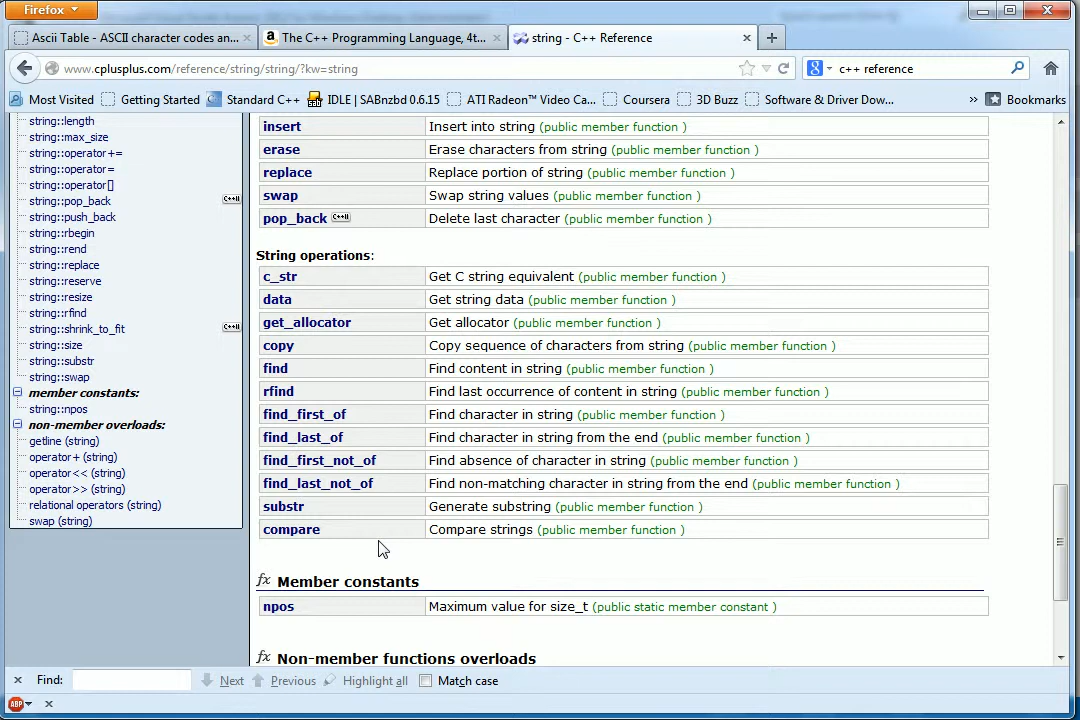 Firefox
Ascii Table - ASCII character codes an...
The C++ Programming Language, 4t...
string - C++ Reference
www.cplusplus.com/reference/string/string/?kw=string
c++ reference
Most Visited Getting Started Standard C++ IDLE | SABnzbd 0.6.15 ATI Radeon™ Video Ca... Coursera 3D Buzz Software & Driver Dow... » Bookmarks
string::length
string::max_size
string::operator+=
string::operator=
string::operator[]
string::pop_back C++11
string::push_back
string::rbegin
string::rend
string::replace
string::reserve
string::resize
string::rfind
string::shrink_to_fit C++11
string::size
string::substr
string::swap
member constants:
string::npos
non-member overloads:
getline (string)
operator+ (string)
operator<< (string)
operator>> (string)
relational operators (string)
swap (string)
insert Insert into string (public member function )
erase Erase characters from string (public member function )
replace Replace portion of string (public member function )
swap Swap string values (public member function )
pop_back C++11 Delete last character (public member function )
String operations:
c_str Get C string equivalent (public member function )
data Get string data (public member function )
get_allocator Get allocator (public member function )
copy Copy sequence of characters from string (public member function )
find Find content in string (public member function )
rfind Find last occurrence of content in string (public member function )
find_first_of Find character in string (public member function )
find_last_of Find character in string from the end (public member function )
find_first_not_of Find absence of character in string (public member function )
find_last_not_of Find non-matching character in string from the end (public member function )
substr Generate substring (public member function )
compare Compare strings (public member function )
fx Member constants
npos Maximum value for size_t (public static member constant )
fx Non-member functions overloads
× Find: Next Previous Highlight all Match case
ABP ×